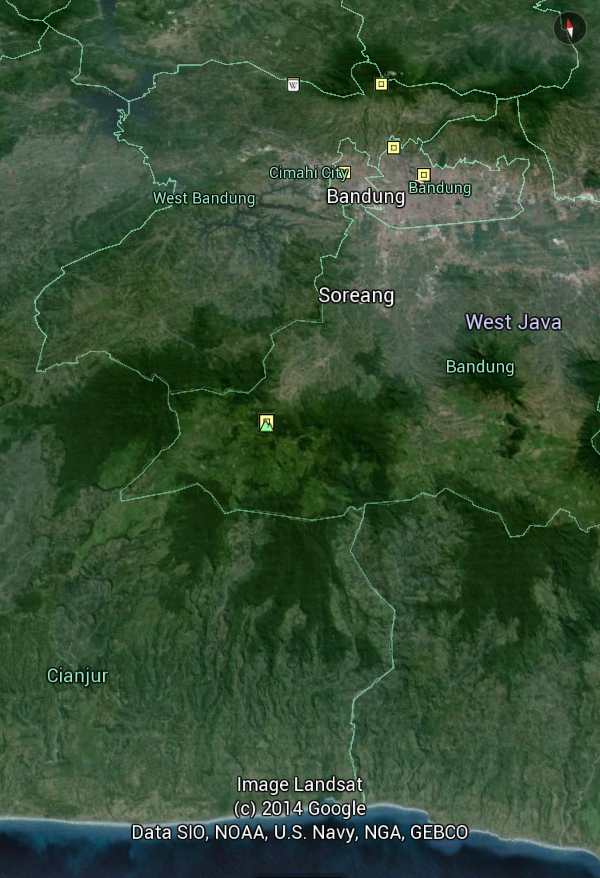 W
Cimahi City
Bandung
West Bandung
Bandung
Soreang
West Java
Bandung
Cianjur
Image Landsat
(c) 2014 Google
Data SIO, NOAA, U.S. Navy, NGA, GEBCO